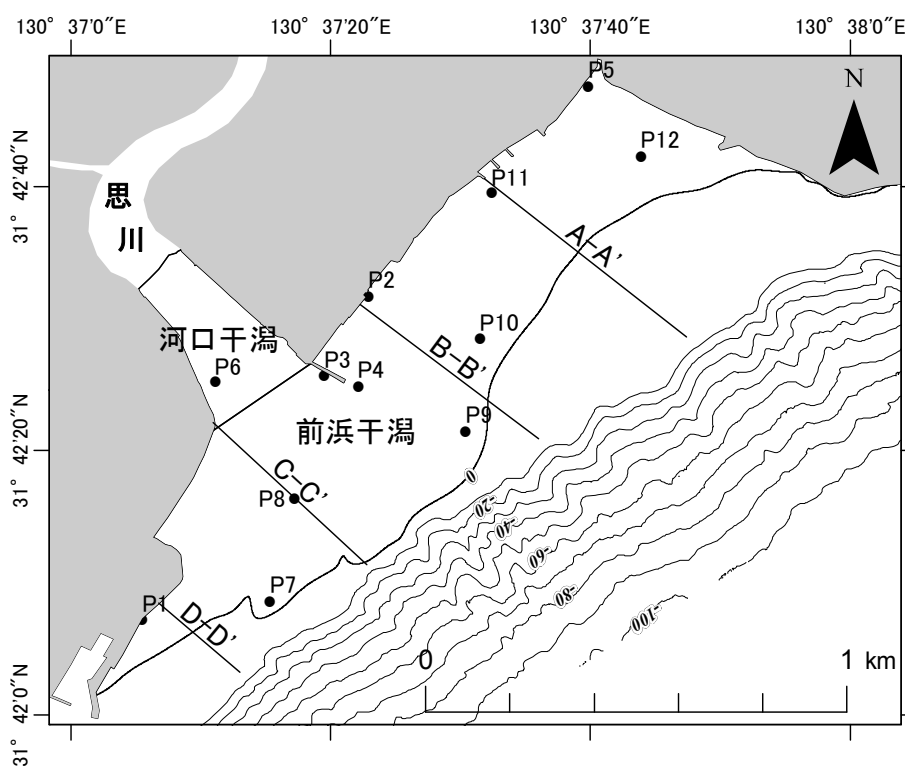 130° 37'0"E
130° 37'20"E
130° 37'40"E
130° 38'0"E
P5
N
P12
31° 42'40"N
P11
思
川
A-A'
P2
河口干潟
P10
B-B'
P3
P4
P6
31° 42'20"N
前浜干潟
P9
C-C'
P8
0
-20
-40
-60
-80
-100
P7
P1
D-D'
0
1 km
31° 42'0"N